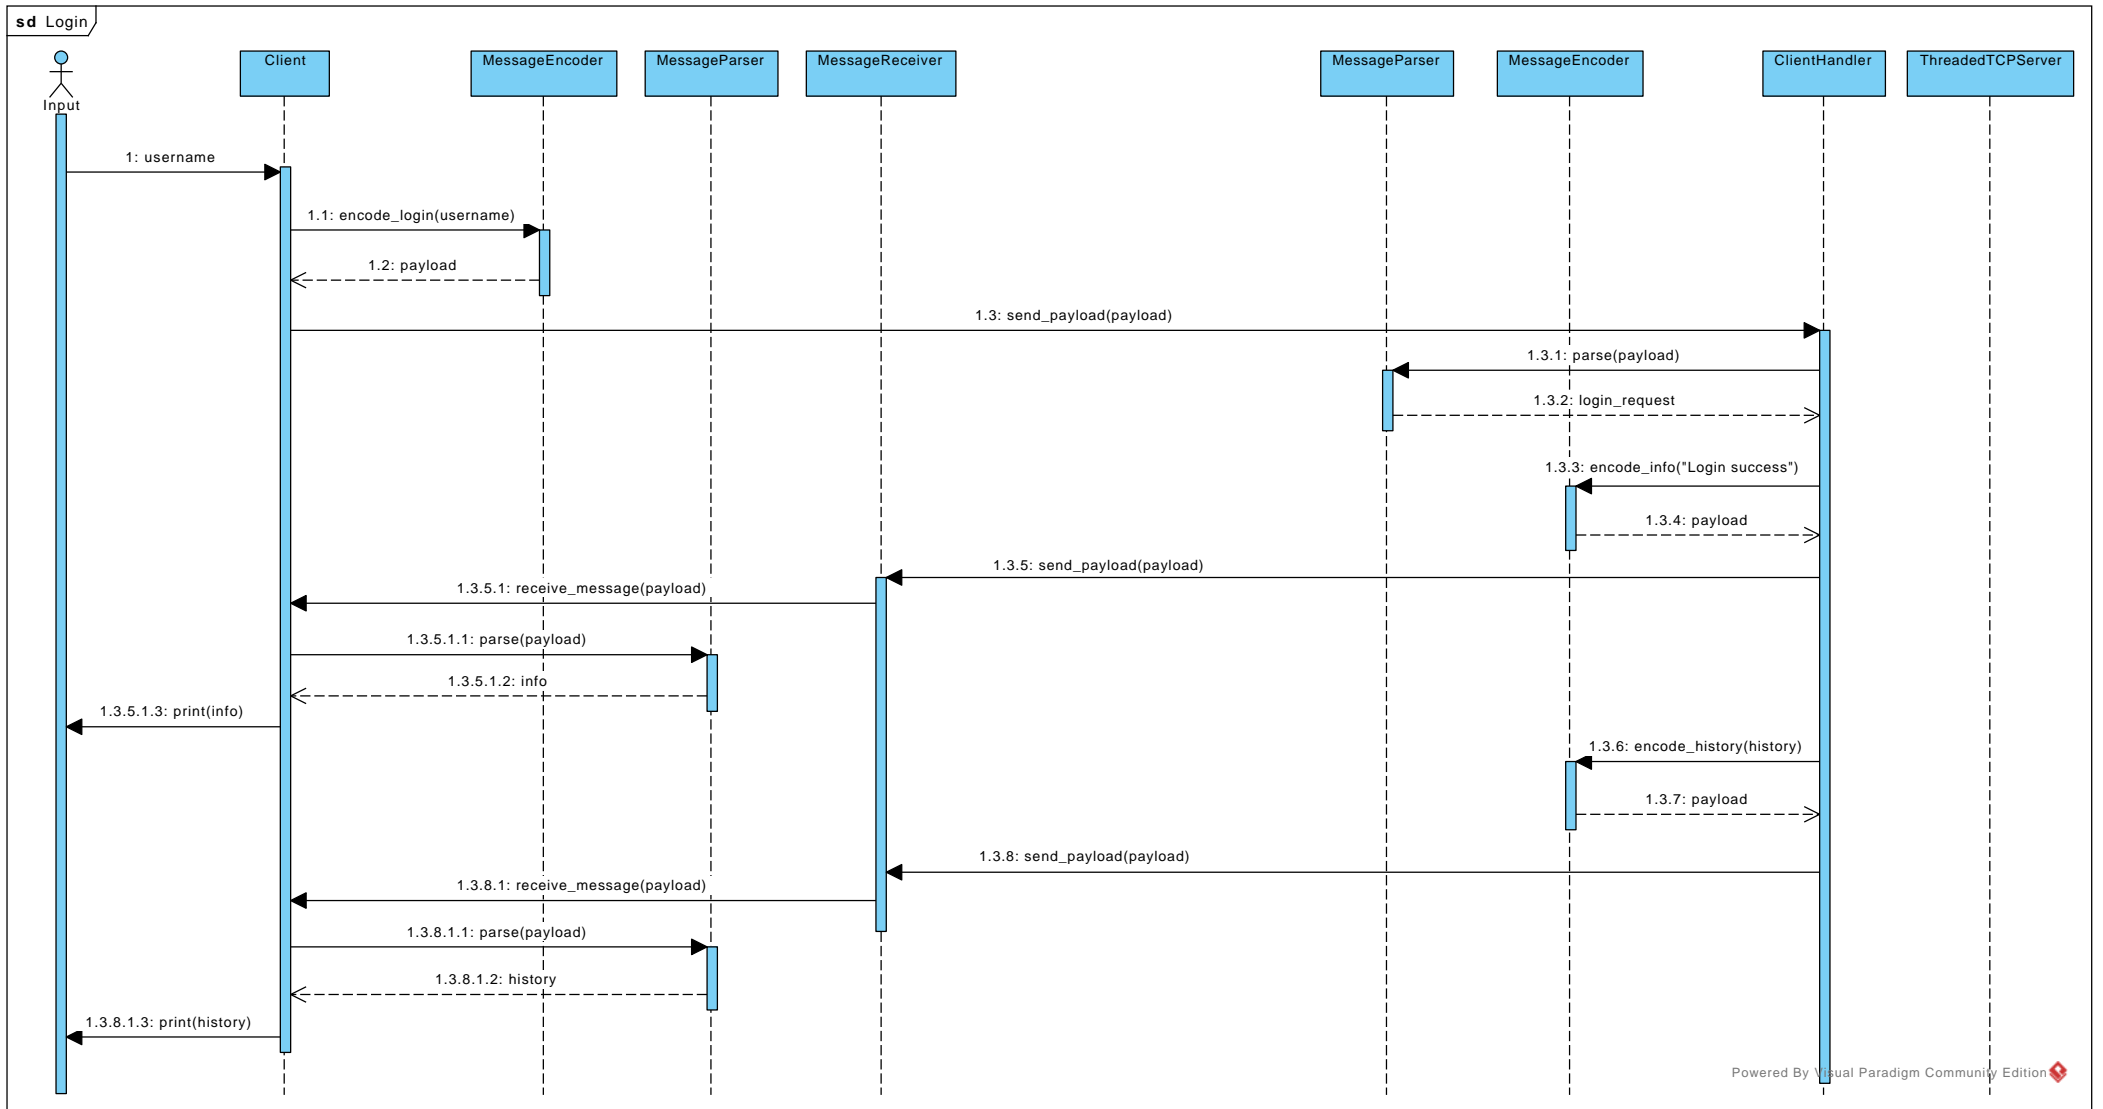 sd Login
Input
Client
MessageEncoder
MessageParser
MessageReceiver
MessageParser
MessageEncoder
ClientHandler
ThreadedTCPServer
1: username
1.1: encode_login(username)
1.2: payload
1.3: send_payload(payload)
1.3.1: parse(payload)
1.3.2: login_request
1.3.3: encode_info("Login success")
1.3.4: payload
1.3.5: send_payload(payload)
1.3.5.1: receive_message(payload)
1.3.5.1.1: parse(payload)
1.3.5.1.2: info
1.3.5.1.3: print(info)
1.3.6: encode_history(history)
1.3.7: payload
1.3.8: send_payload(payload)
1.3.8.1: receive_message(payload)
1.3.8.1.1: parse(payload)
1.3.8.1.2: history
1.3.8.1.3: print(history)
Powered By Visual Paradigm Community Edition